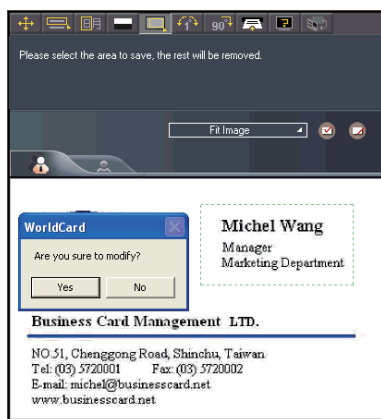 1°
90°
Please select the area to save, the rest will be removed.
Fit Image
WorldCard
Are you sure to modify?
Yes
No
Michel Wang
Manager
Marketing Department
Business Card Management LTD.
NO.51, Chenggong Road, Shinchu, Taiwan
Tel: (03) 5720001 Fax: (03) 5720002
E-mail: michel@businesscard.net
www.businesscard.net